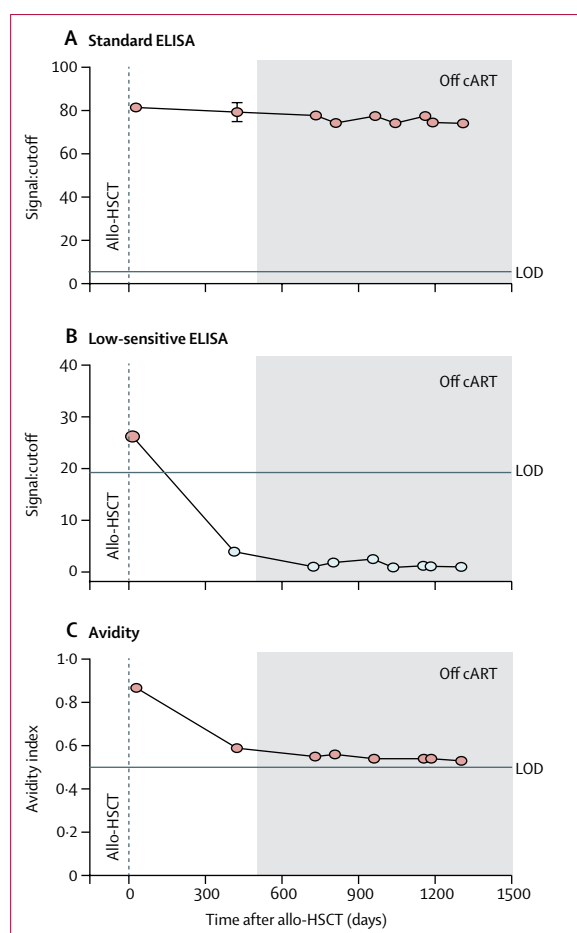 A Standard ELISA
100
80
60
40
20
0
Signal:cutoff
Allo-HSCT
Off cART
LOD
B Low-sensitive ELISA
40
30
20
10
0
Signal:cutoff
Allo-HSCT
Off cART
LOD
C Avidity
1·0
0·8
0·6
0·4
0·2
0
Avidity index
Allo-HSCT
Off cART
LOD
0 300 600 900 1200 1500
Time after allo-HSCT (days)